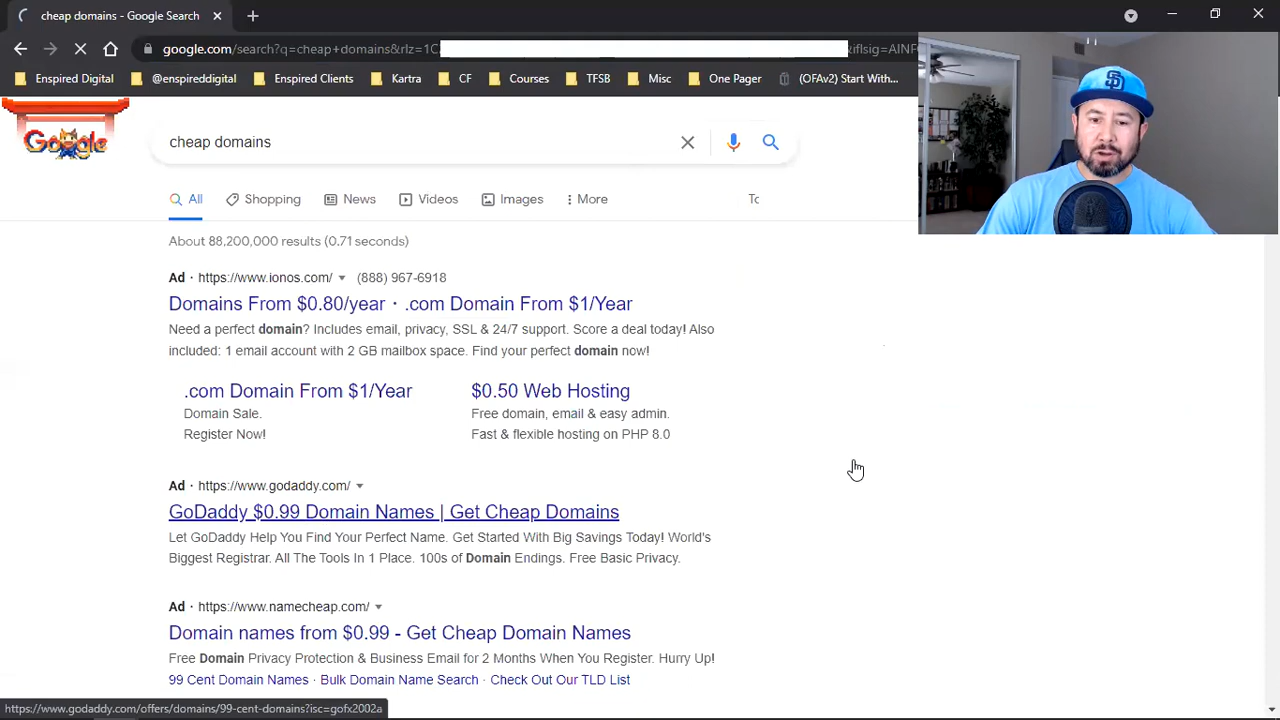 cheap domains - Google Search
google.com/search?q=cheap+domains&rlz=1C
&iflsig=AINF
Enspired Digital
@enspireddigital
Enspired Clients
Kartra
CF
Courses
TFSB
Misc
One Pager
(OFAv2) Start With...
Google
cheap domains
All
Shopping
News
Videos
Images
More
To
About 88,200,000 results (0.71 seconds)
Ad · https://www.ionos.com/ (888) 967-6918
Domains From $0.80/year · .com Domain From $1/Year
Need a perfect domain? Includes email, privacy, SSL & 24/7 support. Score a deal today! Also
included: 1 email account with 2 GB mailbox space. Find your perfect domain now!
.com Domain From $1/Year
Domain Sale.
Register Now!
$0.50 Web Hosting
Free domain, email & easy admin.
Fast & flexible hosting on PHP 8.0
Ad · https://www.godaddy.com/
GoDaddy $0.99 Domain Names | Get Cheap Domains
Let GoDaddy Help You Find Your Perfect Name. Get Started With Big Savings Today! World's
Biggest Registrar. All The Tools In 1 Place. 100s of Domain Endings. Free Basic Privacy.
Ad · https://www.namecheap.com/
Domain names from $0.99 - Get Cheap Domain Names
Free Domain Privacy Protection & Business Email for 2 Months When You Register. Hurry Up!
99 Cent Domain Names · Bulk Domain Name Search · Check Out Our TLD List
https://www.godaddy.com/offers/domains/99-cent-domains?isc=gofx2002a
SD